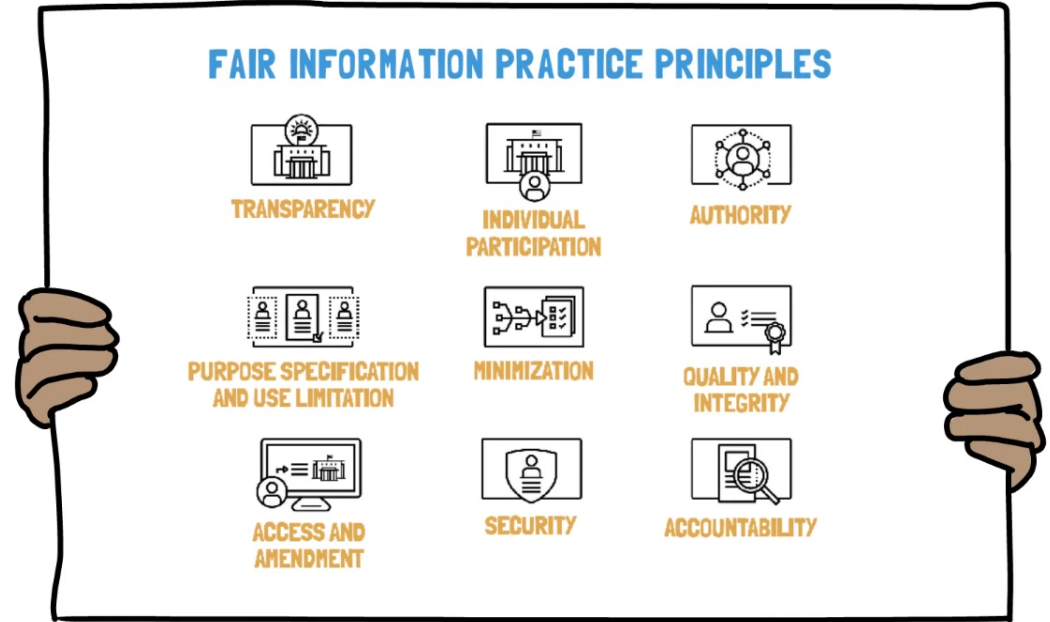 FAIR INFORMATION PRACTICE PRINCIPLES
TRANSPARENCY
INDIVIDUAL
PARTICIPATION
AUTHORITY
PURPOSE SPECIFICATION
AND USE LIMITATION
MINIMIZATION
QUALITY AND
INTEGRITY
ACCESS AND
AMENDMENT
SECURITY
ACCOUNTABILITY